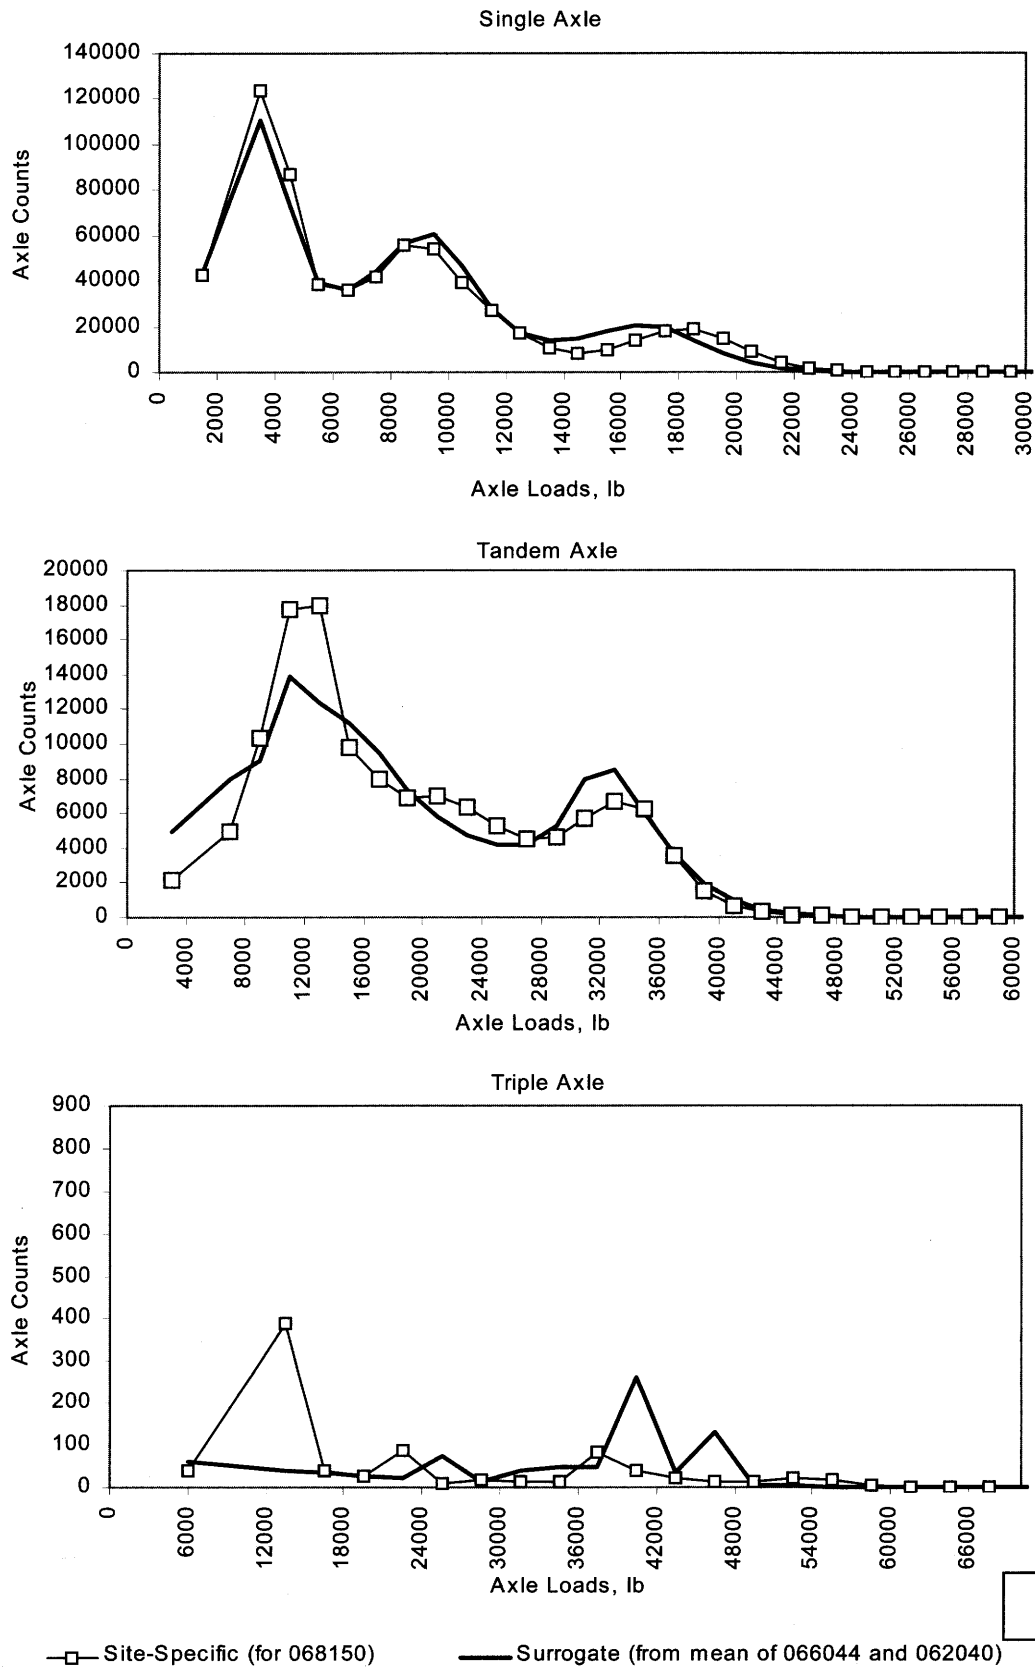 Single Axle
140000
120000
100000
80000
60000
40000
20000
0
Axle Counts
0 2000 4000 6000 8000 10000 12000 14000 16000 18000 20000 22000 24000 26000 28000 30000
Axle Loads, lb
Tandem Axle
20000
18000
16000
14000
12000
10000
8000
6000
4000
2000
0
Axle Counts
0 4000 8000 12000 16000 20000 24000 28000 32000 36000 40000 44000 48000 52000 56000 60000
Axle Loads, lb
Triple Axle
900
800
700
600
500
400
300
200
100
0
Axle Counts
0 6000 12000 18000 24000 30000 36000 42000 48000 54000 60000 66000
Axle Loads, lb
Site-Specific (for 068150) Surrogate (from mean of 066044 and 062040)